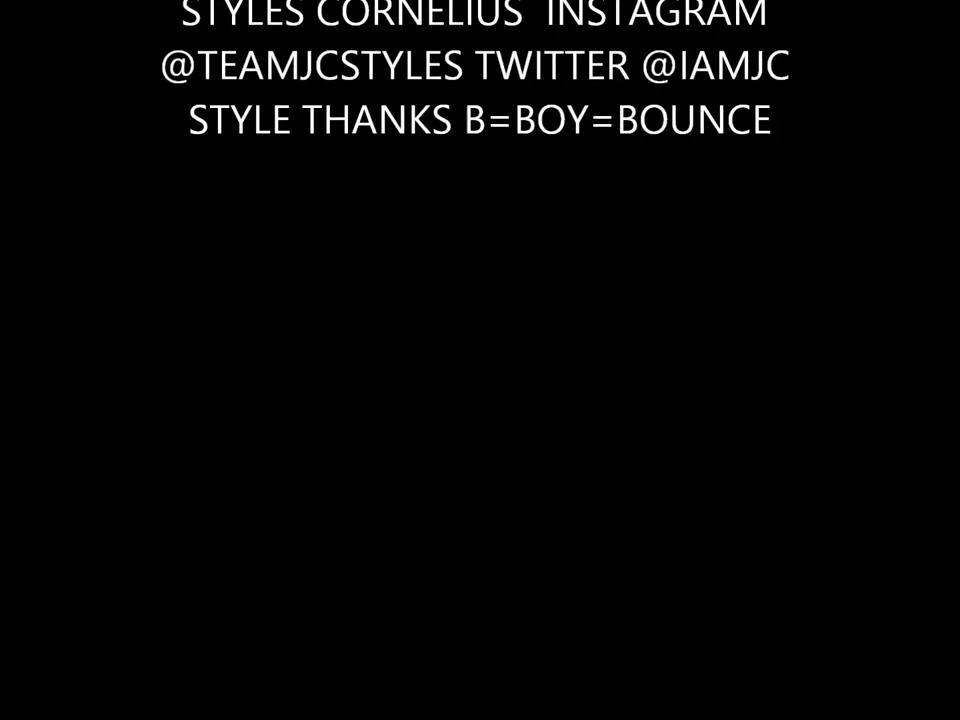 STYLES CORNELIUS  INSTAGRAM
@TEAMJCSTYLES TWITTER @IAMJC
STYLE THANKS B=BOY=BOUNCE